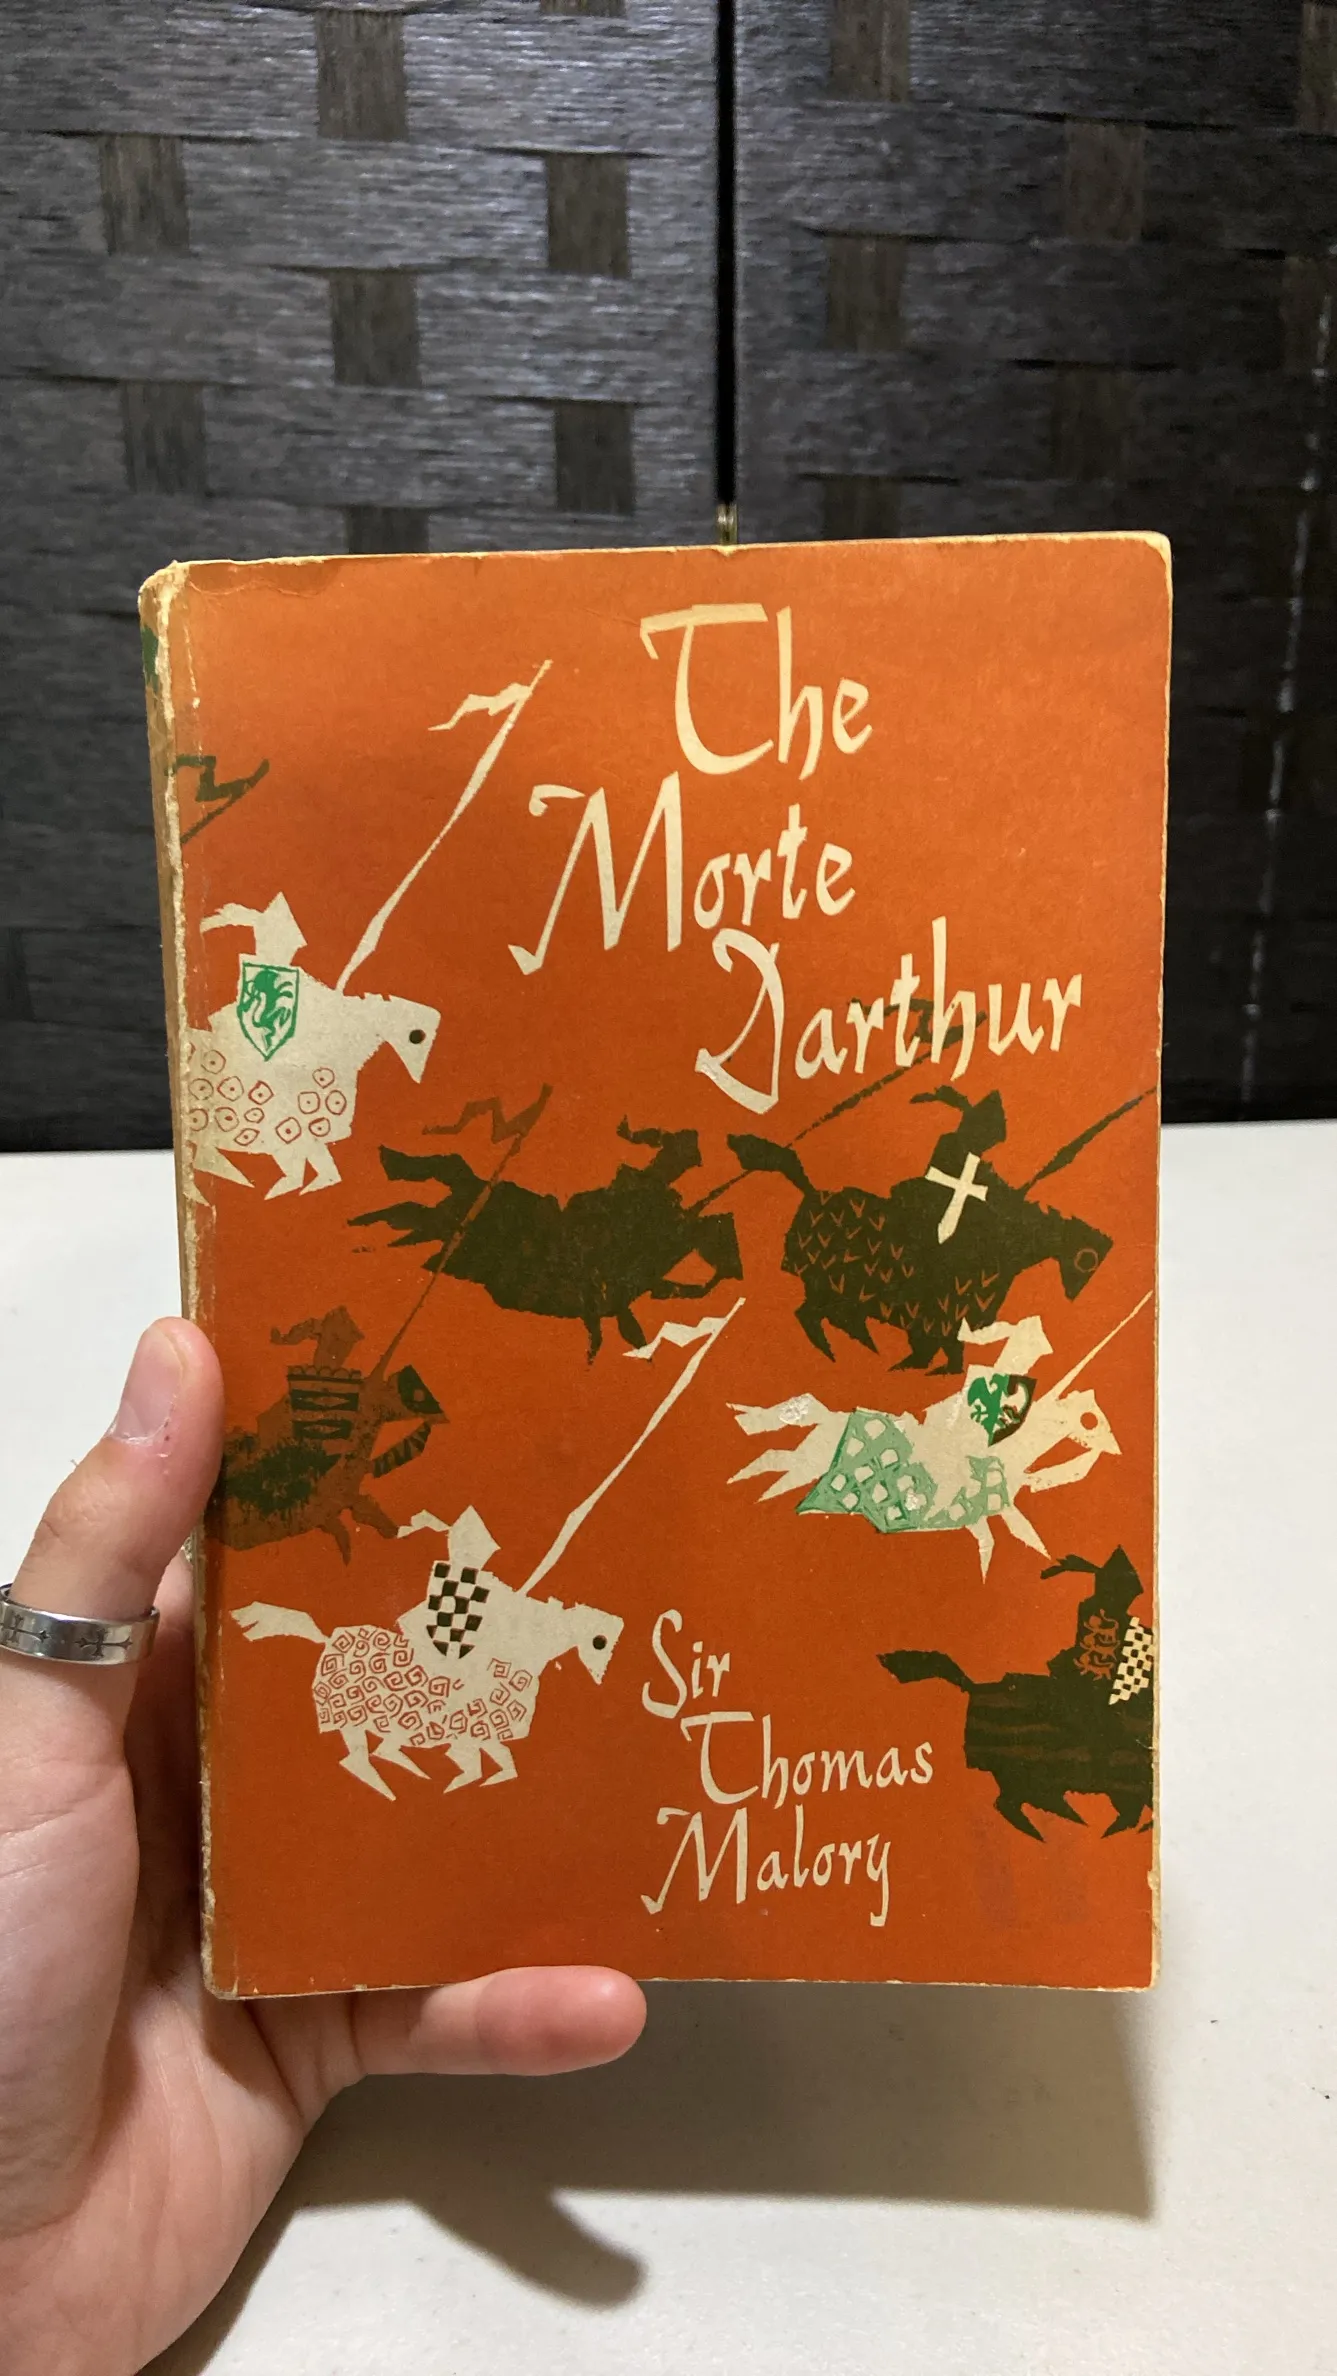 The
Morte
Darthur
Sir
Thomas
Malory